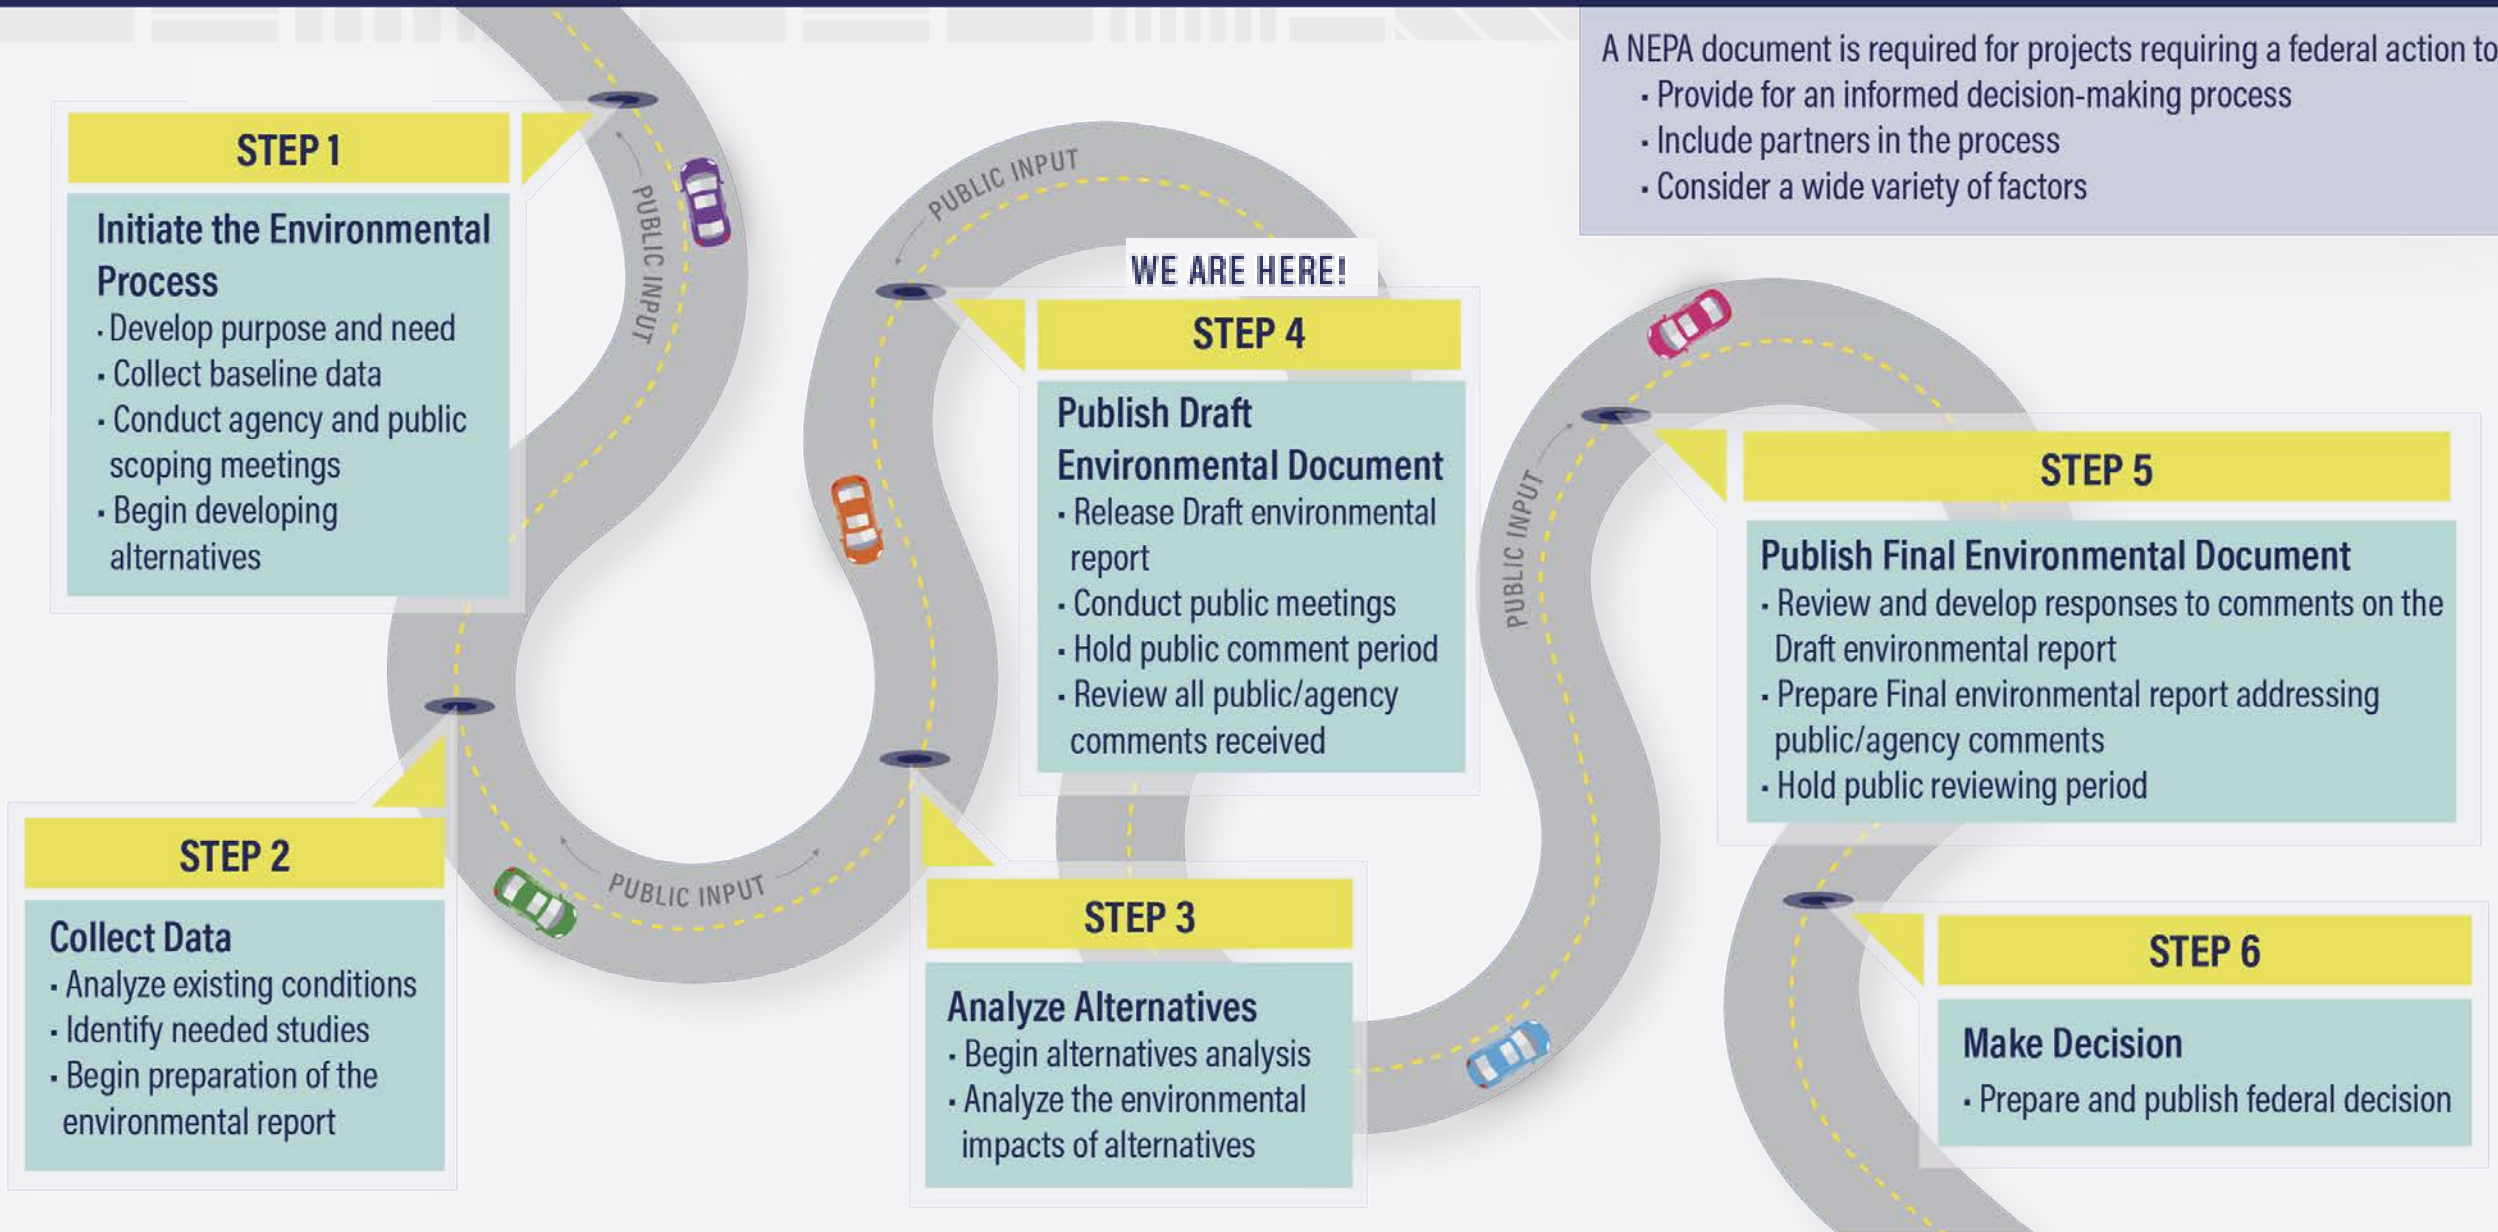 A NEPA document is required for projects requiring a federal action to
· Provide for an informed decision-making process
· Include partners in the process
· Consider a wide variety of factors
STEP 1
Initiate the Environmental
Process
· Develop purpose and need
· Collect baseline data
· Conduct agency and public
scoping meetings
· Begin developing
alternatives
PUBLIC INPUT
STEP 2
Collect Data
· Analyze existing conditions
· Identify needed studies
· Begin preparation of the
environmental report
PUBLIC INPUT
STEP 3
Analyze Alternatives
· Begin alternatives analysis
· Analyze the environmental
impacts of alternatives
PUBLIC INPUT
WE ARE HERE!
STEP 4
Publish Draft
Environmental Document
· Release Draft environmental
report
· Conduct public meetings
· Hold public comment period
· Review all public/agency
comments received
PUBLIC INPUT
STEP 5
Publish Final Environmental Document
· Review and develop responses to comments on the
Draft environmental report
· Prepare Final environmental report addressing
public/agency comments
· Hold public reviewing period
STEP 6
Make Decision
· Prepare and publish federal decision